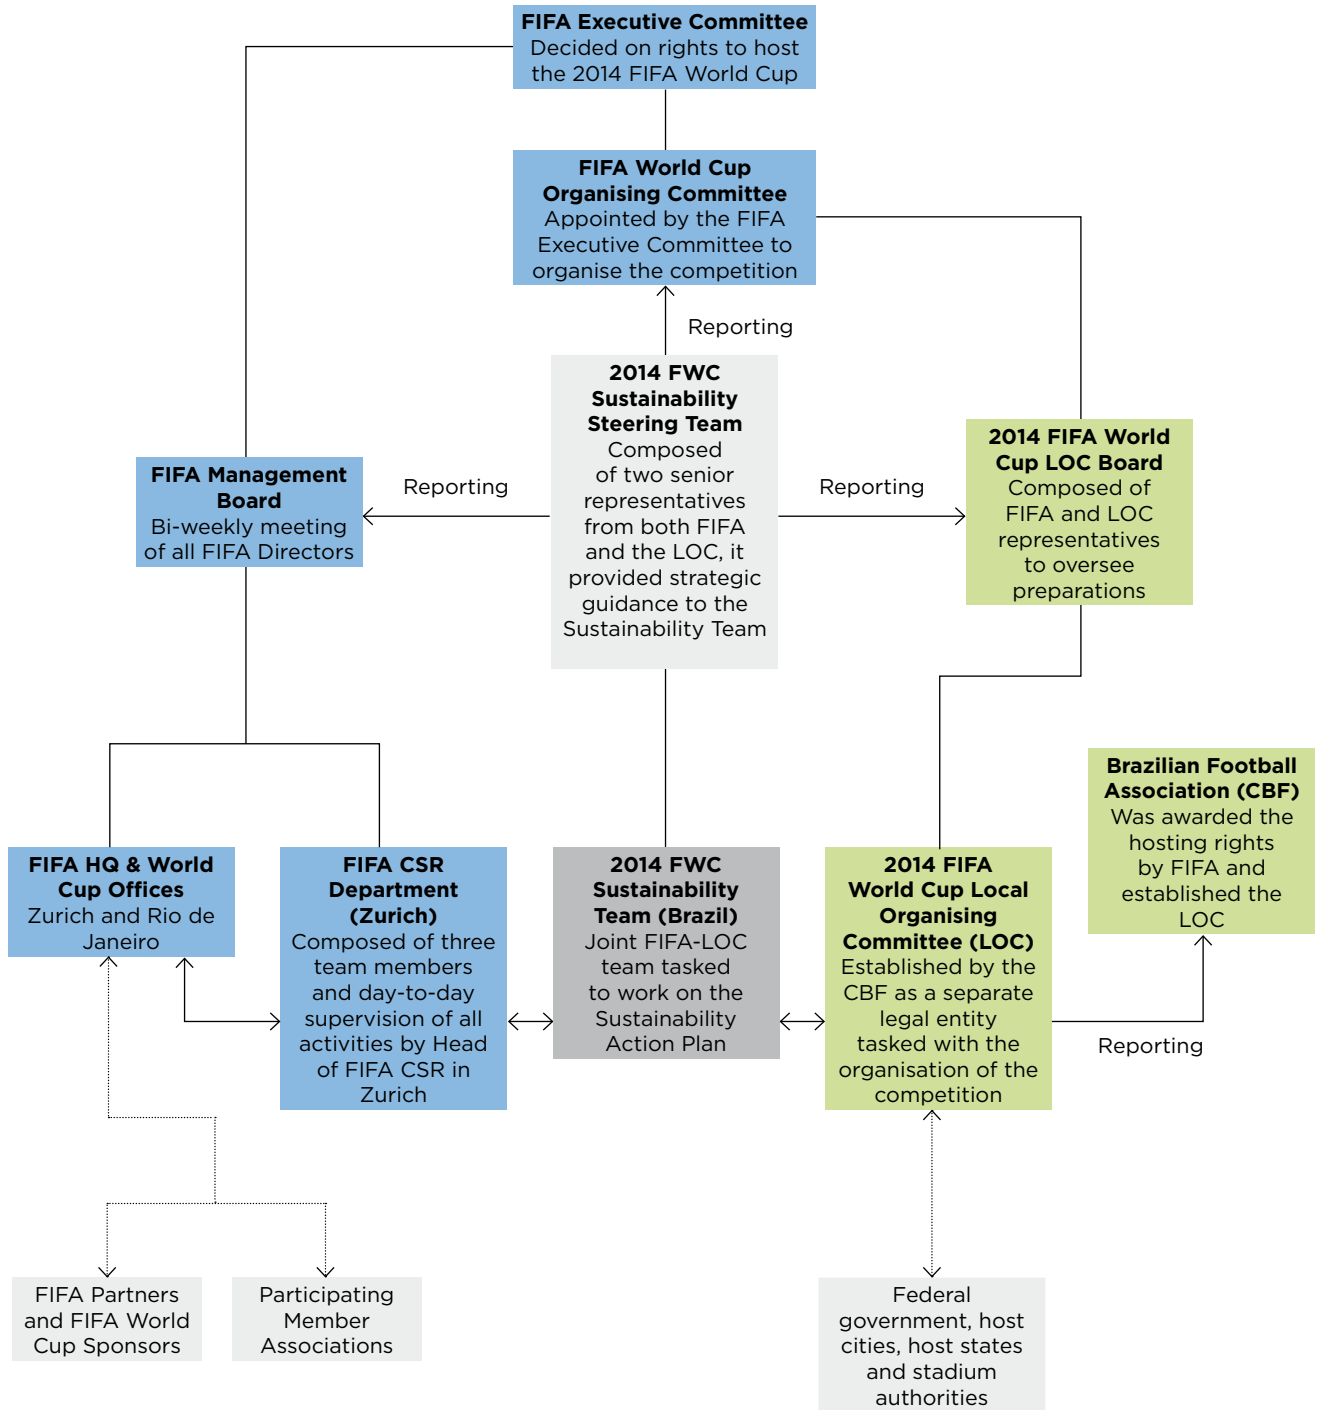 FIFA Executive Committee
Decided on rights to host
the 2014 FIFA World Cup
FIFA World Cup
Organising Committee
Appointed by the FIFA
Executive Committee to
organise the competition
Reporting
2014 FWC
Sustainability
Steering Team
Composed
of two senior
representatives
from both FIFA
and the LOC, it
provided strategic
guidance to the
Sustainability Team
FIFA Management
Board
Bi-weekly meeting
of all FIFA Directors
Reporting
Reporting
2014 FIFA World
Cup LOC Board
Composed of
FIFA and LOC
representatives
to oversee
preparations
FIFA HQ & World
Cup Offices
Zurich and Rio de
Janeiro
FIFA CSR
Department
(Zurich)
Composed of three
team members
and day-to-day
supervision of all
activities by Head
of FIFA CSR in
Zurich
2014 FWC
Sustainability
Team (Brazil)
Joint FIFA-LOC
team tasked
to work on the
Sustainability
Action Plan
2014 FIFA
World Cup Local
Organising
Committee (LOC)
Established by the
CBF as a separate
legal entity
tasked with the
organisation of the
competition
Brazilian Football
Association (CBF)
Was awarded the
hosting rights
by FIFA and
established the
LOC
Reporting
FIFA Partners
and FIFA World
Cup Sponsors
Participating
Member
Associations
Federal
government, host
cities, host states
and stadium
authorities